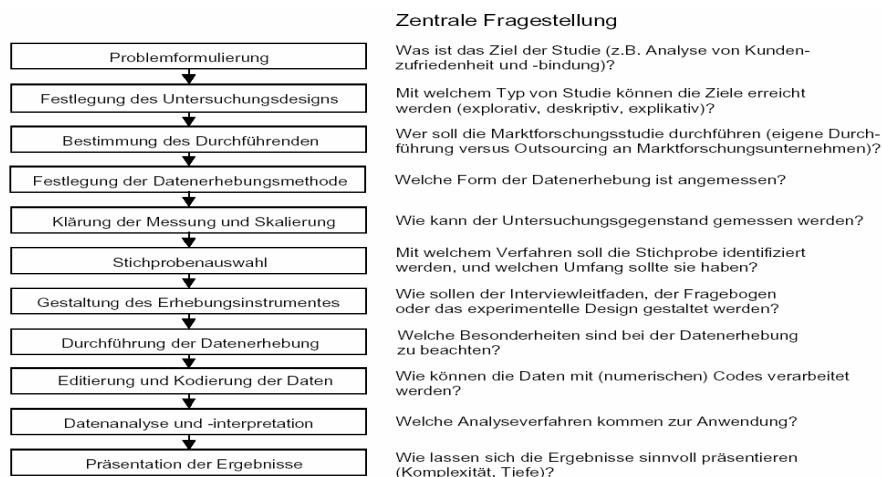 Zentrale Fragestellung
Problemformulierung
Was ist das Ziel der Studie (z.B. Analyse von Kunden-
zufriedenheit und -bindung)?
Festlegung des Untersuchungsdesigns
Mit welchem Typ von Studie können die Ziele erreicht
werden (explorativ, deskriptiv, explikativ)?
Bestimmung des Durchführenden
Wer soll die Marktforschungsstudie durchführen (eigene Durch-
führung versus Outsourcing an Marktforschungsunternehmen)?
Festlegung der Datenerhebungsmethode
Welche Form der Datenerhebung ist angemessen?
Klärung der Messung und Skalierung
Wie kann der Untersuchungsgegenstand gemessen werden?
Stichprobenauswahl
Mit welchem Verfahren soll die Stichprobe identifiziert
werden, und welchen Umfang sollte sie haben?
Gestaltung des Erhebungsinstrumentes
Wie sollen der Interviewleitfaden, der Fragebogen
oder das experimentelle Design gestaltet werden?
Durchführung der Datenerhebung
Welche Besonderheiten sind bei der Datenerhebung
zu beachten?
Editierung und Kodierung der Daten
Wie können die Daten mit (numerischen) Codes verarbeitet
werden?
Datenanalyse und -interpretation
Welche Analyseverfahren kommen zur Anwendung?
Präsentation der Ergebnisse
Wie lassen sich die Ergebnisse sinnvoll präsentieren
(Komplexität, Tiefe)?